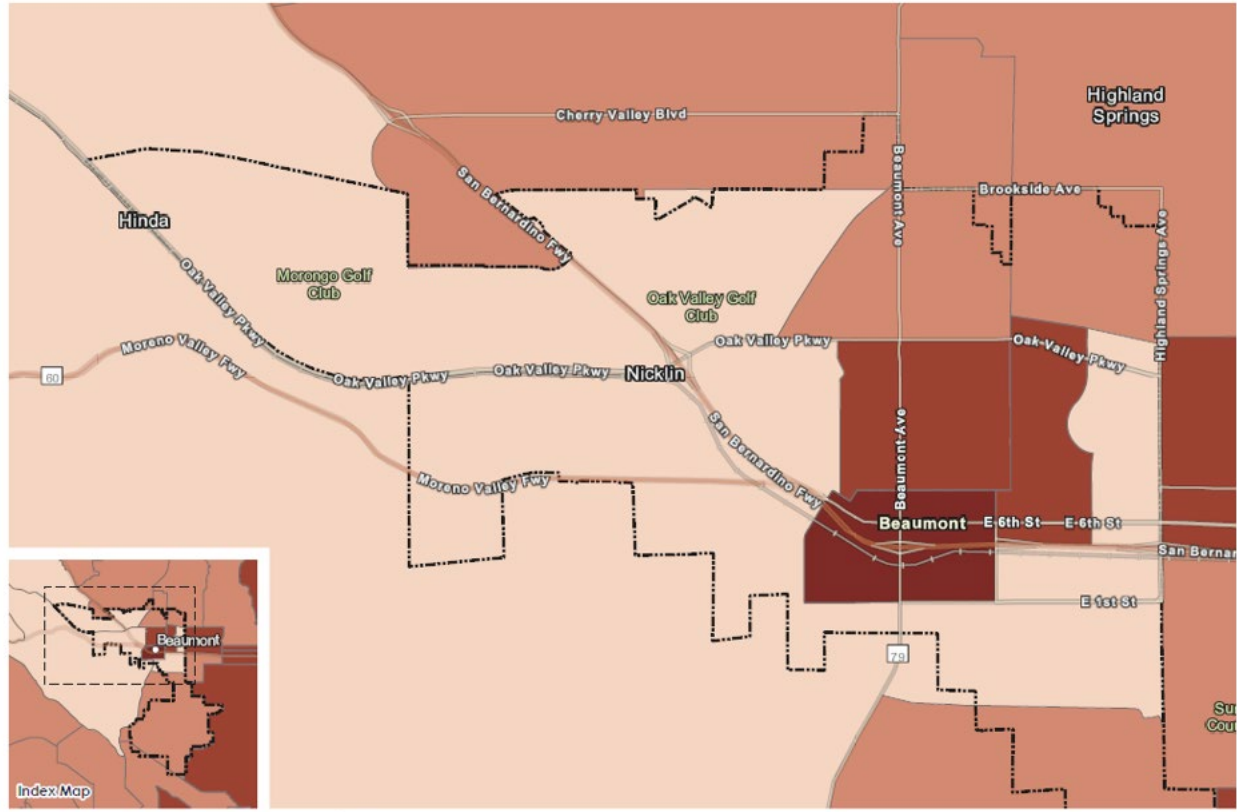 Highland
Springs
Cherry Valley Blvd
San Bernardino Fwy
Beaumont Ave
Brookside Ave
Hinda
Highland Springs Ave
Oak Valley Pkwy
Morongo Golf
Club
Oak Valley Golf
Club
Moreno Valley Fwy
Oak Valley Pkwy
Oak Valley Pkwy
60
Oak Valley Pkwy
Oak Valley Pkwy
Nicklin
San Bernardino Fwy
Beaumont Ave
Moreno Valley Fwy
Beaumont
E 6th St
E 6th St
San Bernar
E 1st St
79
Beaumont
Sun
Cour
Index Map